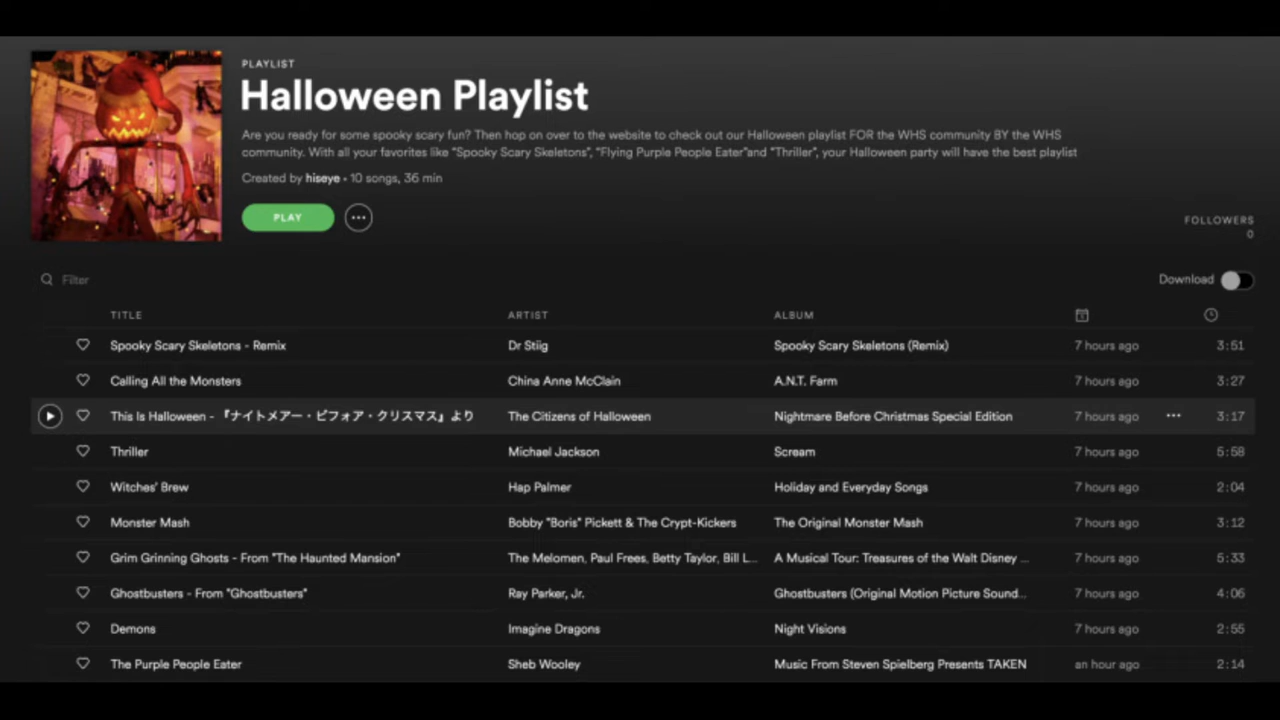 PLAYLIST
Halloween Playlist
Are you ready for some spooky scary fun? Then hop on over to the website to check out our Halloween playlist FOR the WHS community BY the WHS
community. With all your favorites like "Spooky Scary Skeletons", "Flying Purple People Eater"and "Thriller", your Halloween party will have the best playlist
Created by hiseye • 10 songs, 36 min
PLAY
FOLLOWERS
0
Filter
Download
TITLE ARTIST ALBUM
Spooky Scary Skeletons - Remix Dr Stiig Spooky Scary Skeletons (Remix) 7 hours ago 3:51
Calling All the Monsters China Anne McClain A.N.T. Farm 7 hours ago 3:27
This Is Halloween - 『ナイトメアー・ビフォア・クリスマス』より The Citizens of Halloween Nightmare Before Christmas Special Edition 7 hours ago ••• 3:17
Thriller Michael Jackson Scream 7 hours ago 5:58
Witches' Brew Hap Palmer Holiday and Everyday Songs 7 hours ago 2:04
Monster Mash Bobby "Boris" Pickett & The Crypt-Kickers The Original Monster Mash 7 hours ago 3:12
Grim Grinning Ghosts - From "The Haunted Mansion" The Melomen, Paul Frees, Betty Taylor, Bill L... A Musical Tour: Treasures of the Walt Disney ... 7 hours ago 5:33
Ghostbusters - From "Ghostbusters" Ray Parker, Jr. Ghostbusters (Original Motion Picture Sound... 7 hours ago 4:06
Demons Imagine Dragons Night Visions 7 hours ago 2:55
The Purple People Eater Sheb Wooley Music From Steven Spielberg Presents TAKEN an hour ago 2:14